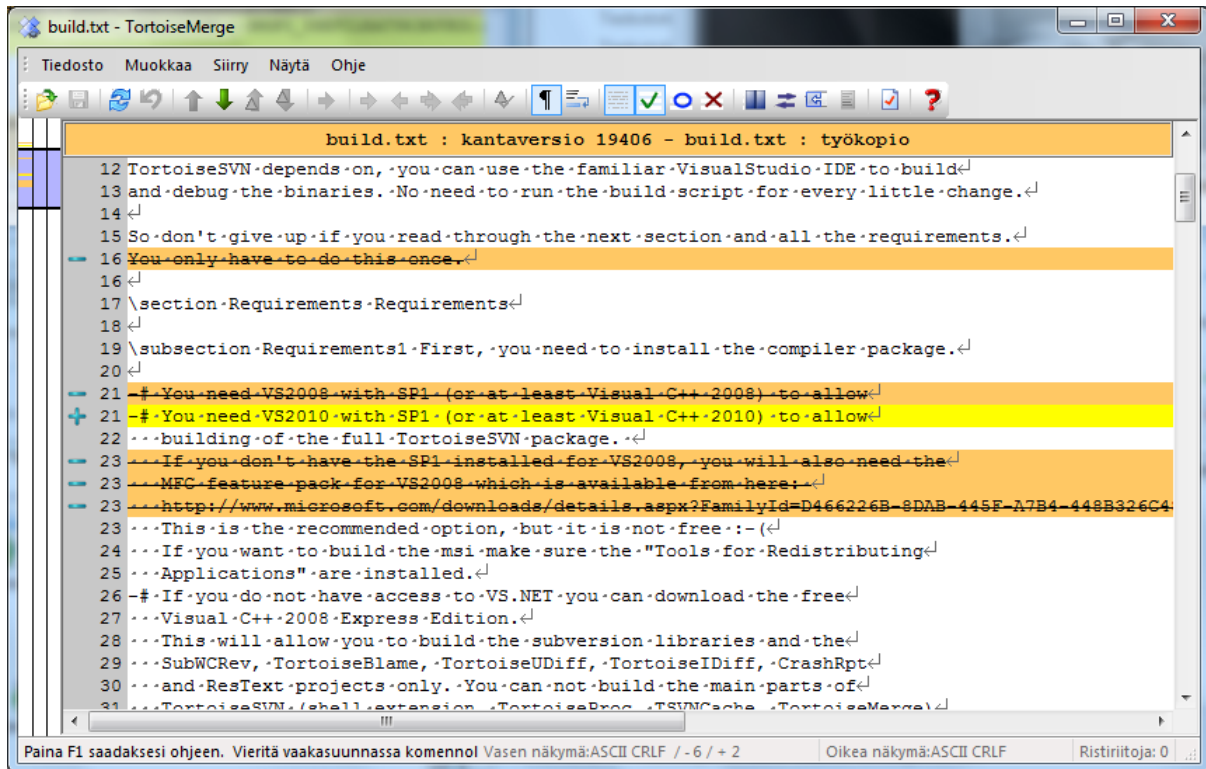 build.txt - TortoiseMerge
Tiedosto Muokkaa Siirry Näytä Ohje
build.txt : kantaversio 19406 - build.txt : työkopio
12 TortoiseSVN·depends·on,·you·can·use·the·familiar·VisualStudio·IDE·to·build↵
13 and·debug·the·binaries.·No·need·to·run·the·build·script·for·every·little·change.↵
14 ↵
15 So·don't·give·up·if·you·read·through·the·next·section·and·all·the·requirements.↵
16 You·only·have·to·do·this·once.↵
16 ↵
17 \section·Requirements·Requirements↵
18 ↵
19 \subsection·Requirements1·First,·you·need·to·install·the·compiler·package.↵
20 ↵
21 -#·You·need·VS2008·with·SP1·(or·at·least·Visual·C++·2008)·to·allow↵
21 -#·You·need·VS2010·with·SP1·(or·at·least·Visual·C++·2010)·to·allow↵
22 ···building·of·the·full·TortoiseSVN·package.·↵
23 ···If·you·don't·have·the·SP1·installed·for·VS2008,·you·will·also·need·the↵
23 ···MFC·feature·pack·for·VS2008·which·is·available·from·here:·↵
23 ···http://www.microsoft.com/downloads/details.aspx?FamilyId=D466226B-8DAB-445F-A7B4-448B326C4
23 ···This·is·the·recommended·option,·but·it·is·not·free·:-(↵
24 ···If·you·want·to·build·the·msi·make·sure·the·"Tools·for·Redistributing↵
25 ···Applications"·are·installed.↵
26 -#·If·you·do·not·have·access·to·VS.NET·you·can·download·the·free↵
27 ···Visual·C++·2008·Express·Edition.↵
28 ···This·will·allow·you·to·build·the·subversion·libraries·and·the↵
29 ···SubWCRev,·TortoiseBlame,·TortoiseUDiff,·TortoiseIDiff,·CrashRpt↵
30 ···and·ResText·projects·only.·You·can·not·build·the·main·parts·of↵
31 ···TortoiseSVN·(shell·extension,·TortoiseProc,·TSVNCache,·TortoiseMerge)↵
Paina F1 saadaksesi ohjeen. Vieritä vaakasuunnassa komennol Vasen näkymä:ASCII CRLF / - 6 / + 2 Oikea näkymä:ASCII CRLF Ristiriitoja: 0